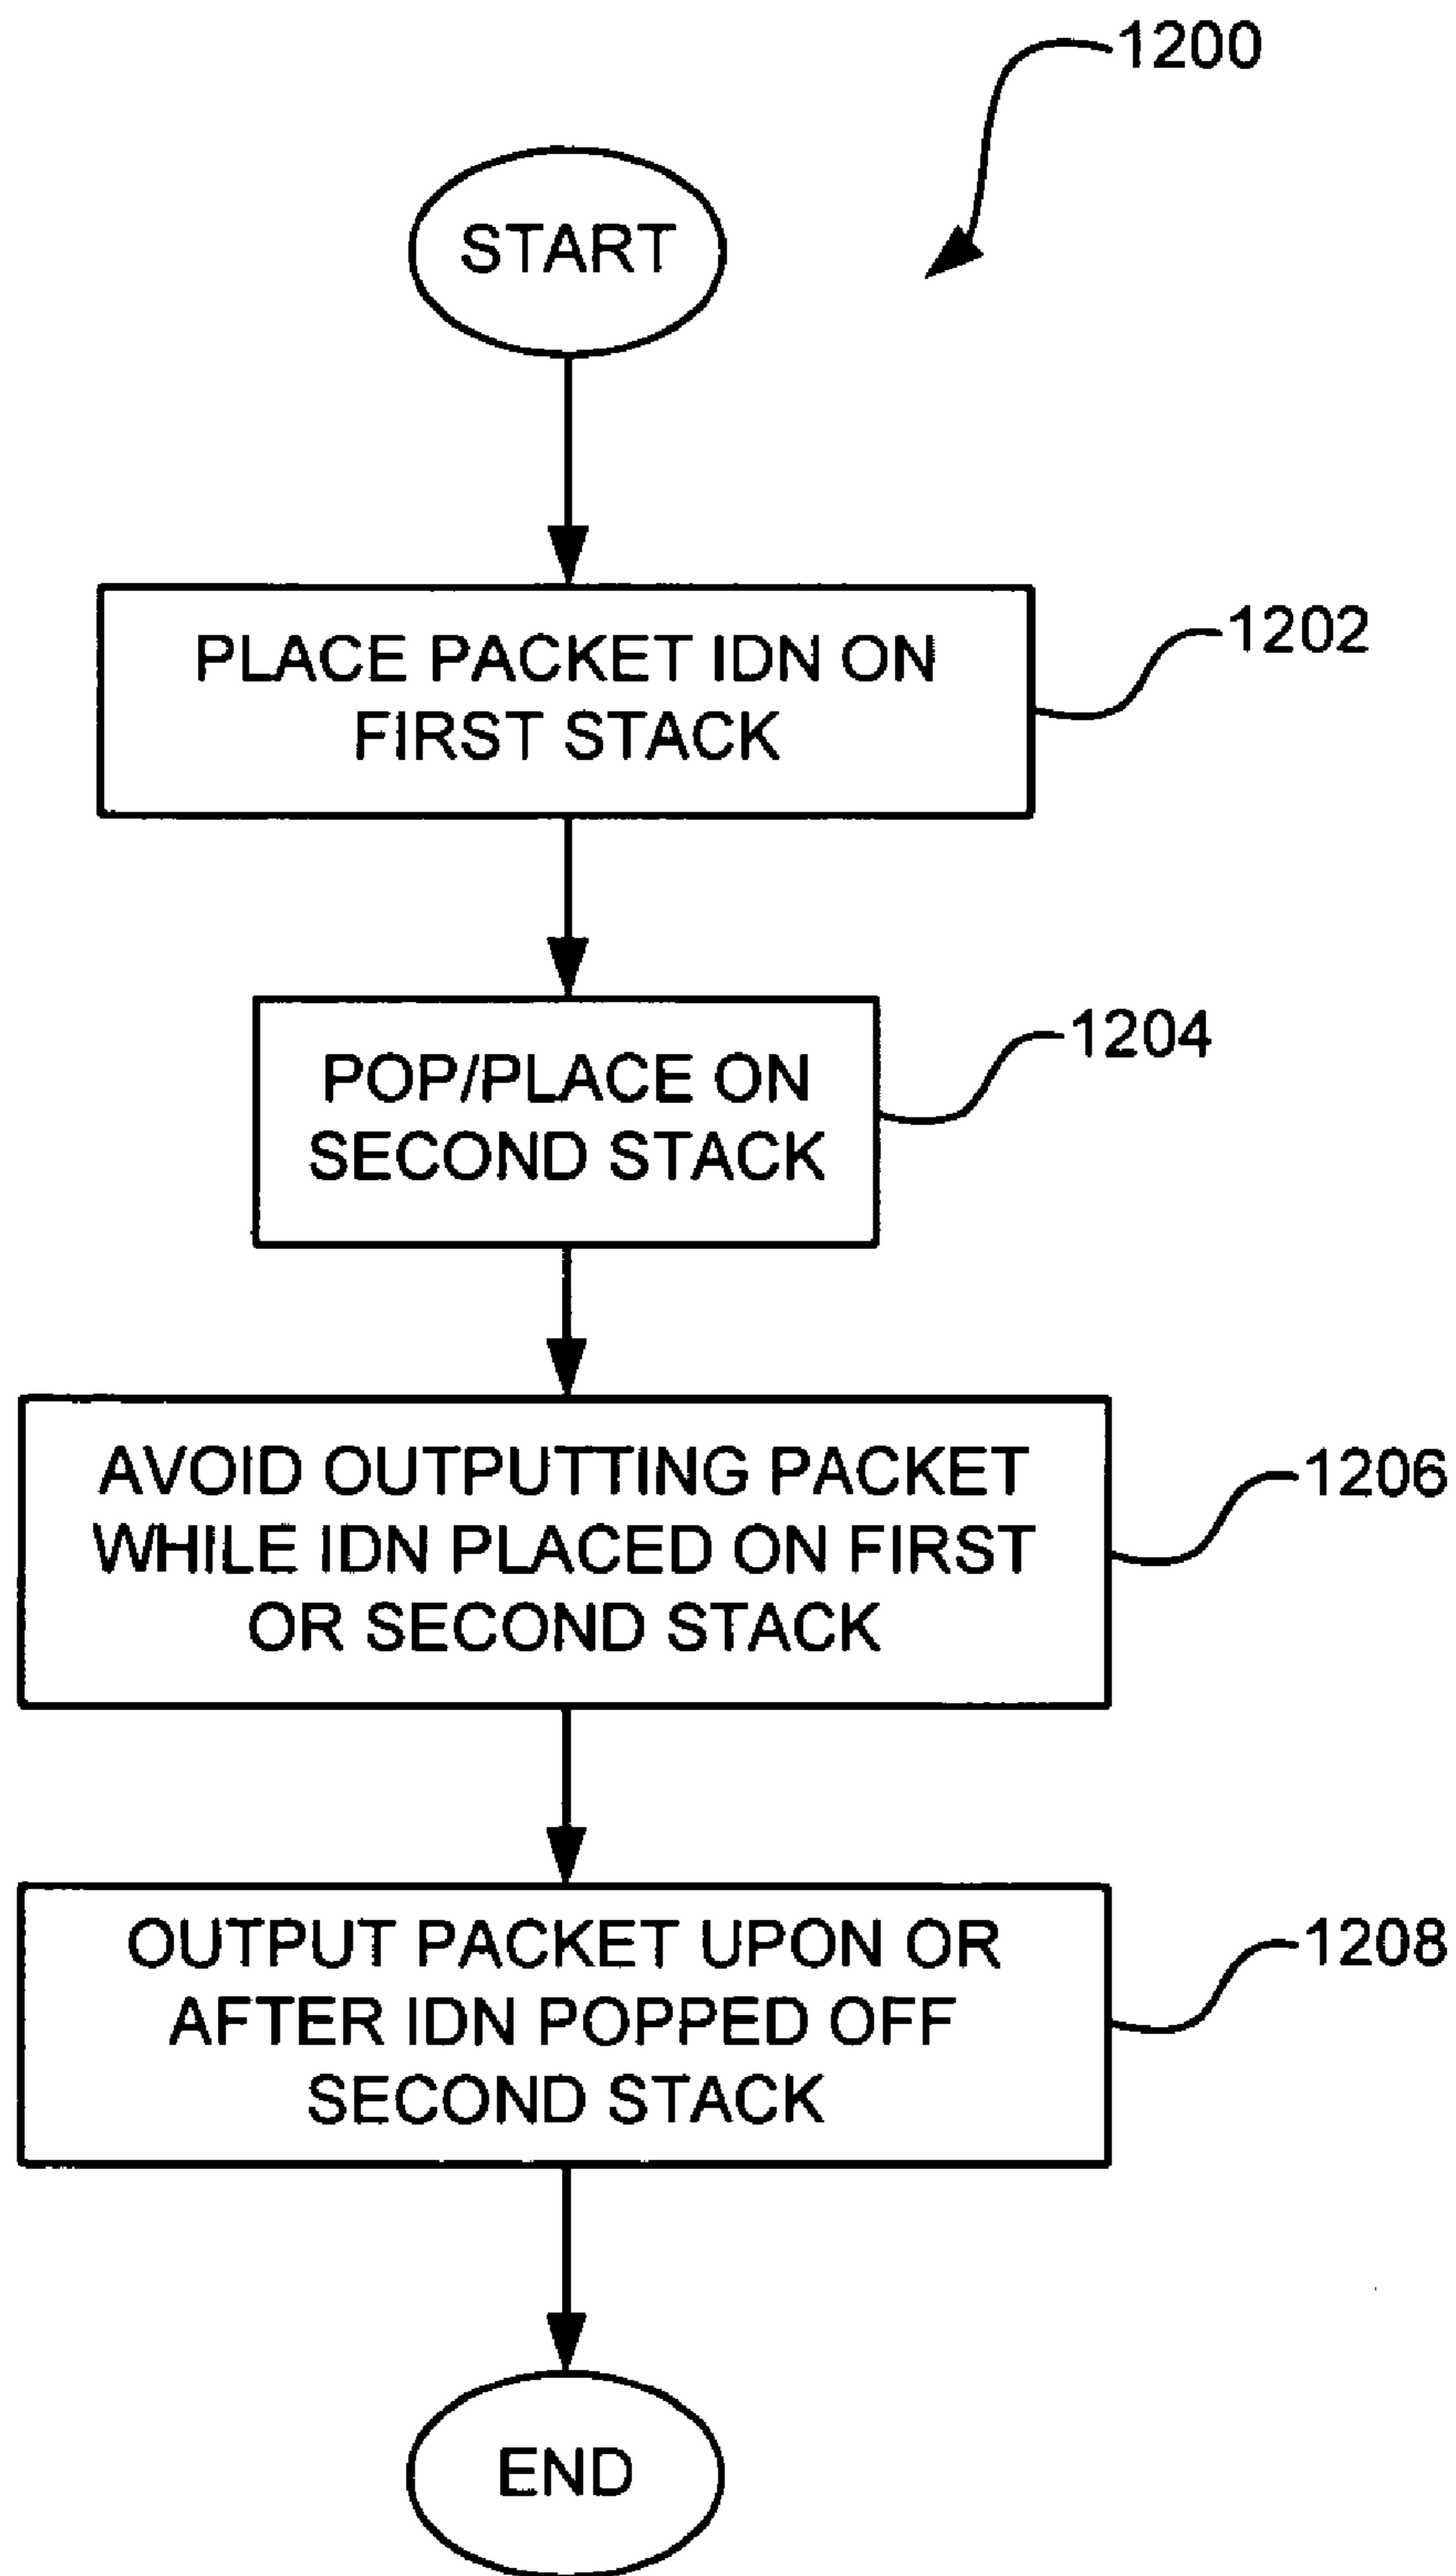 1200
START
PLACE PACKET IDN ON
FIRST STACK
1202
POP/PLACE ON
SECOND STACK
1204
AVOID OUTPUTTING PACKET
WHILE IDN PLACED ON FIRST
OR SECOND STACK
1206
OUTPUT PACKET UPON OR
AFTER IDN POPPED OFF
SECOND STACK
1208
END